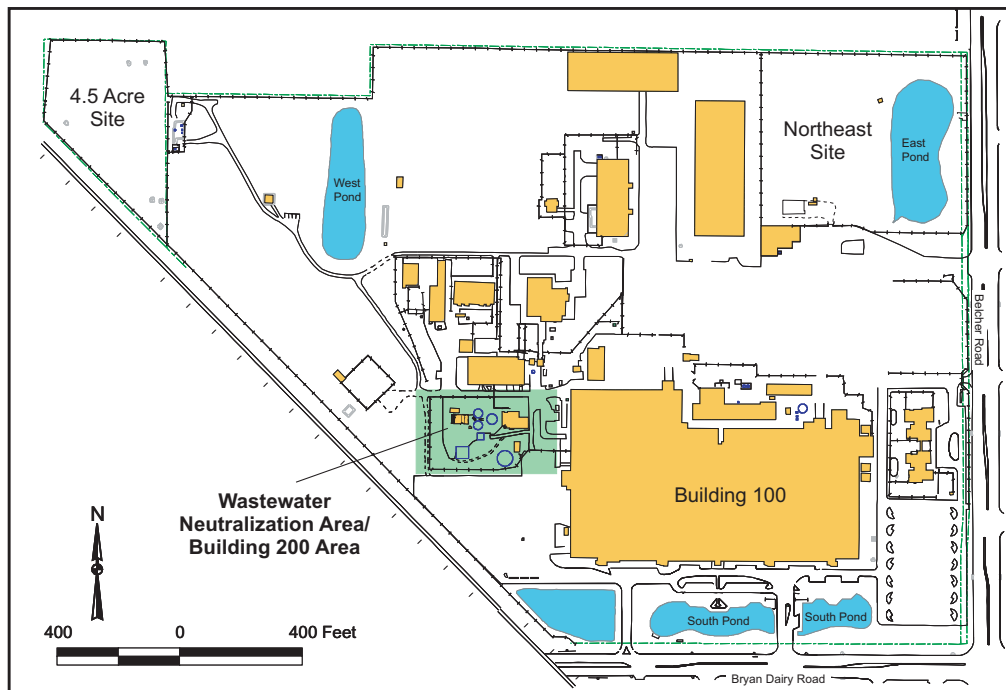 4.5 Acre
Site
West
Pond
Northeast
Site
East
Pond
Belcher Road
Building 100
Wastewater
Neutralization Area/
Building 200 Area
N
400
0
400 Feet
South Pond
South Pond
Bryan Dairy Road